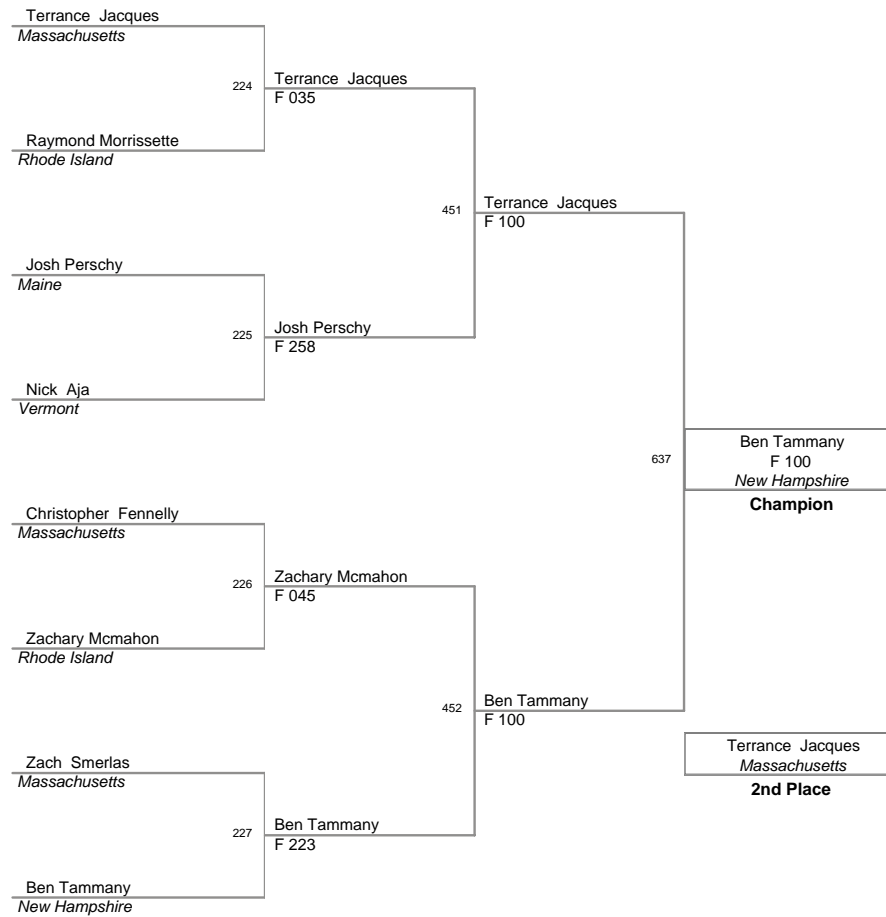 Terrance Jacques
Massachusetts
224
Terrance Jacques
F 035
Raymond Morrissette
Rhode Island
451
Terrance Jacques
F 100
Josh Perschy
Maine
225
Josh Perschy
F 258
Nick Aja
Vermont
637
Ben Tammany
F 100
New Hampshire
Champion
Christopher Fennelly
Massachusetts
226
Zachary Mcmahon
F 045
Zachary Mcmahon
Rhode Island
452
Ben Tammany
F 100
Terrance Jacques
Massachusetts
2nd Place
Zach Smerlas
Massachusetts
227
Ben Tammany
F 223
Ben Tammany
New Hampshire